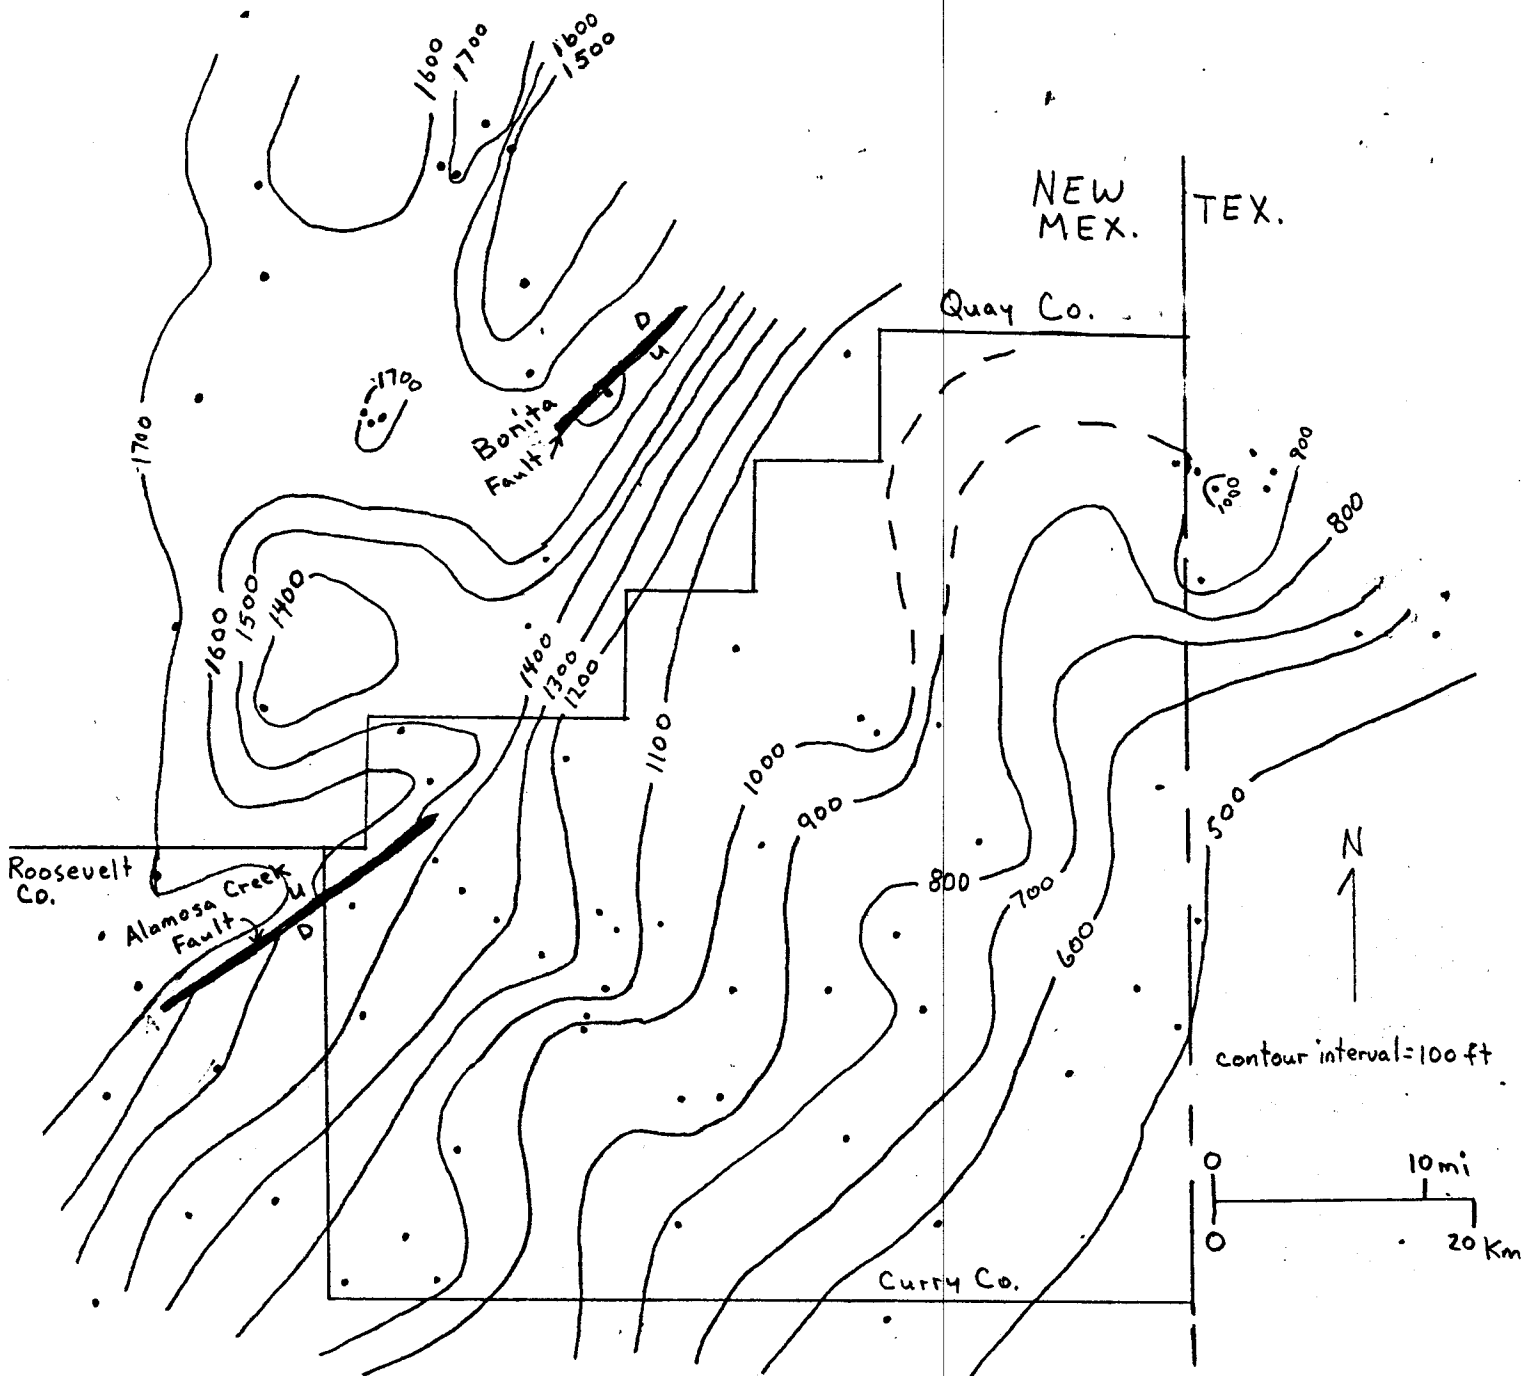 1600
1700
1600
1500
NEW
MEX.
TEX.
Quay Co.
D
U
1700
Bonita
Fault
1700
900
1000
800
1600
1500
1400
1400
1300
1200
1100
1000
900
500
Roosevelt
Co.
Alamosa Creek
Fault
U
D
800
700
600
N
contour interval=100 ft
0
10 mi
0
20 Km
Curry Co.